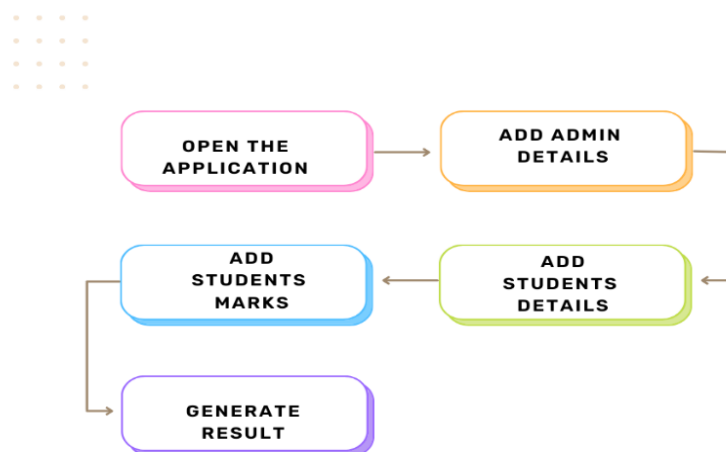 OPEN THE
APPLICATION
ADD ADMIN
DETAILS
ADD
STUDENTS
DETAILS
ADD
STUDENTS
MARKS
GENERATE
RESULT